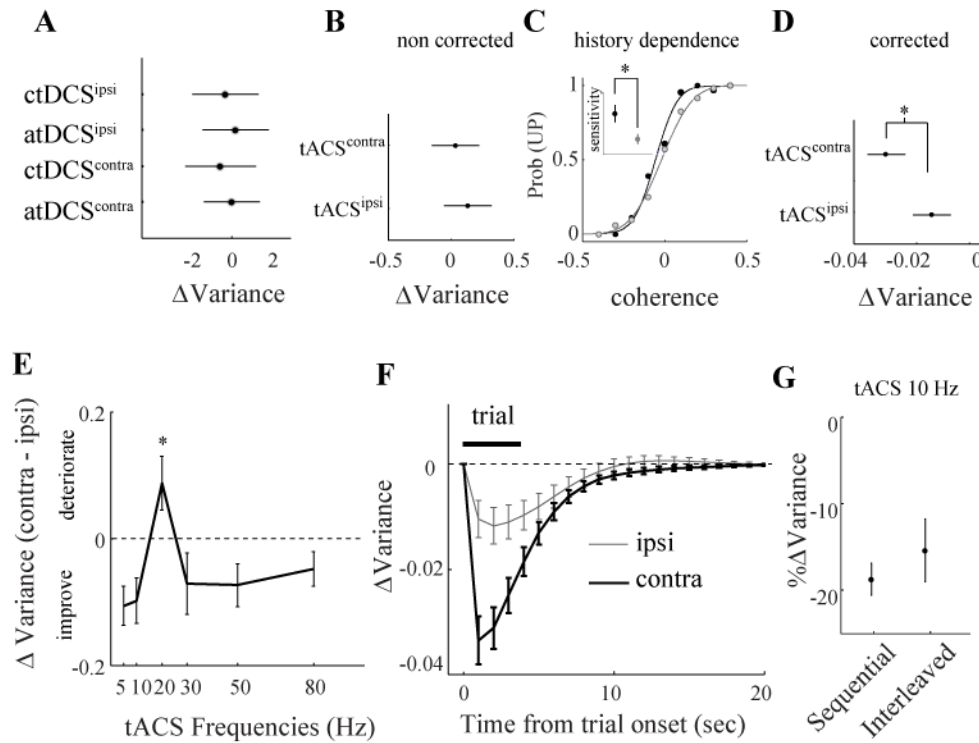 A
ctDCS^ipsi
atDCS^ipsi
ctDCS^contra
atDCS^contra
-2 0 2
ΔVariance
B
non corrected
tACS^contra
tACS^ipsi
-0.5 0 0.5
ΔVariance
C
history dependence
Prob (UP)
1
0.5
0
*
sensitivity
-0.5 0 0.5
coherence
D
corrected
*
tACS^contra
tACS^ipsi
-0.04 -0.02 0
ΔVariance
E
Δ Variance (contra - ipsi)
improve deteriorate
0.2
0
-0.2
*
5 10 20 30 50 80
tACS Frequencies (Hz)
F
trial
Δ Variance
0
-0.02
-0.04
ipsi
contra
0 10 20
Time from trial onset (sec)
G
tACS 10 Hz
%ΔVariance
0
-10
-20
Sequential
Interleaved